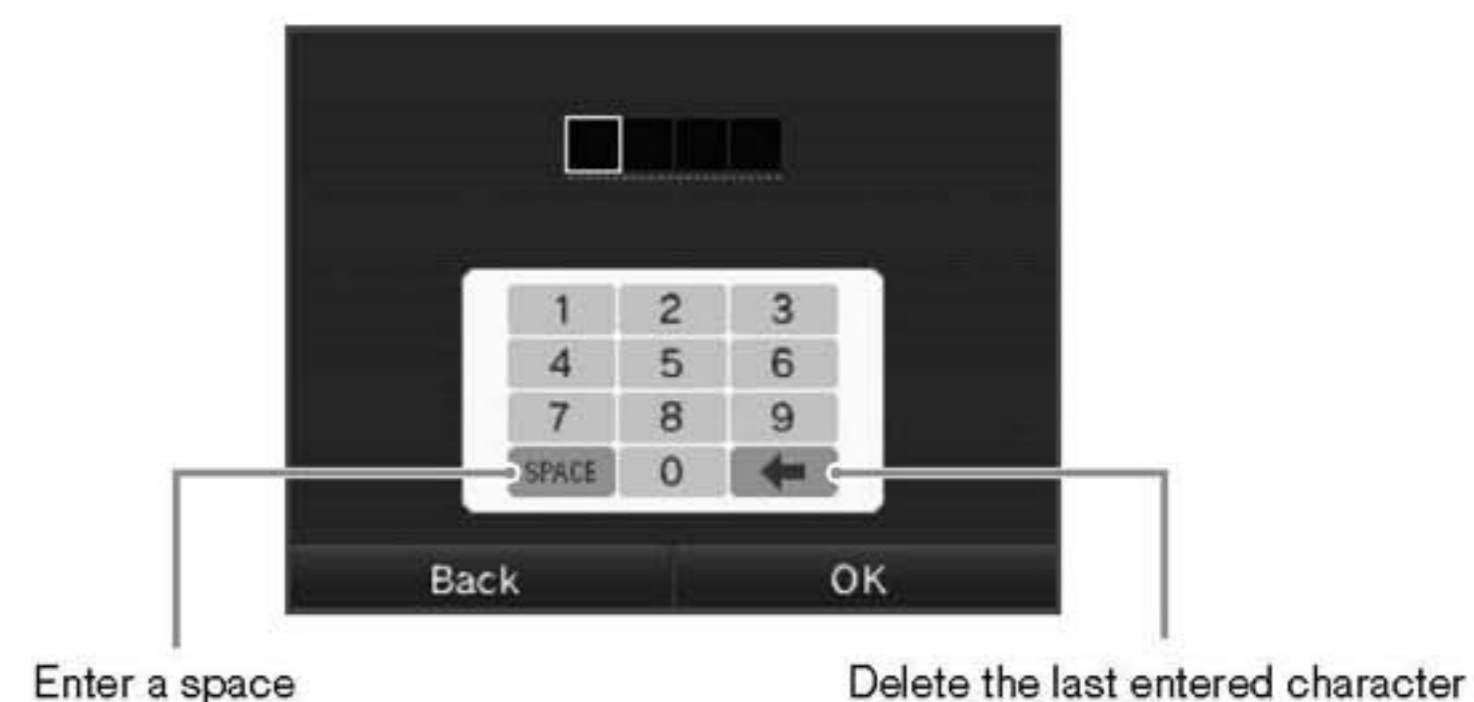 1 2 3
4 5 6
7 8 9
SPACE 0
Back OK
Enter a space Delete the last entered character